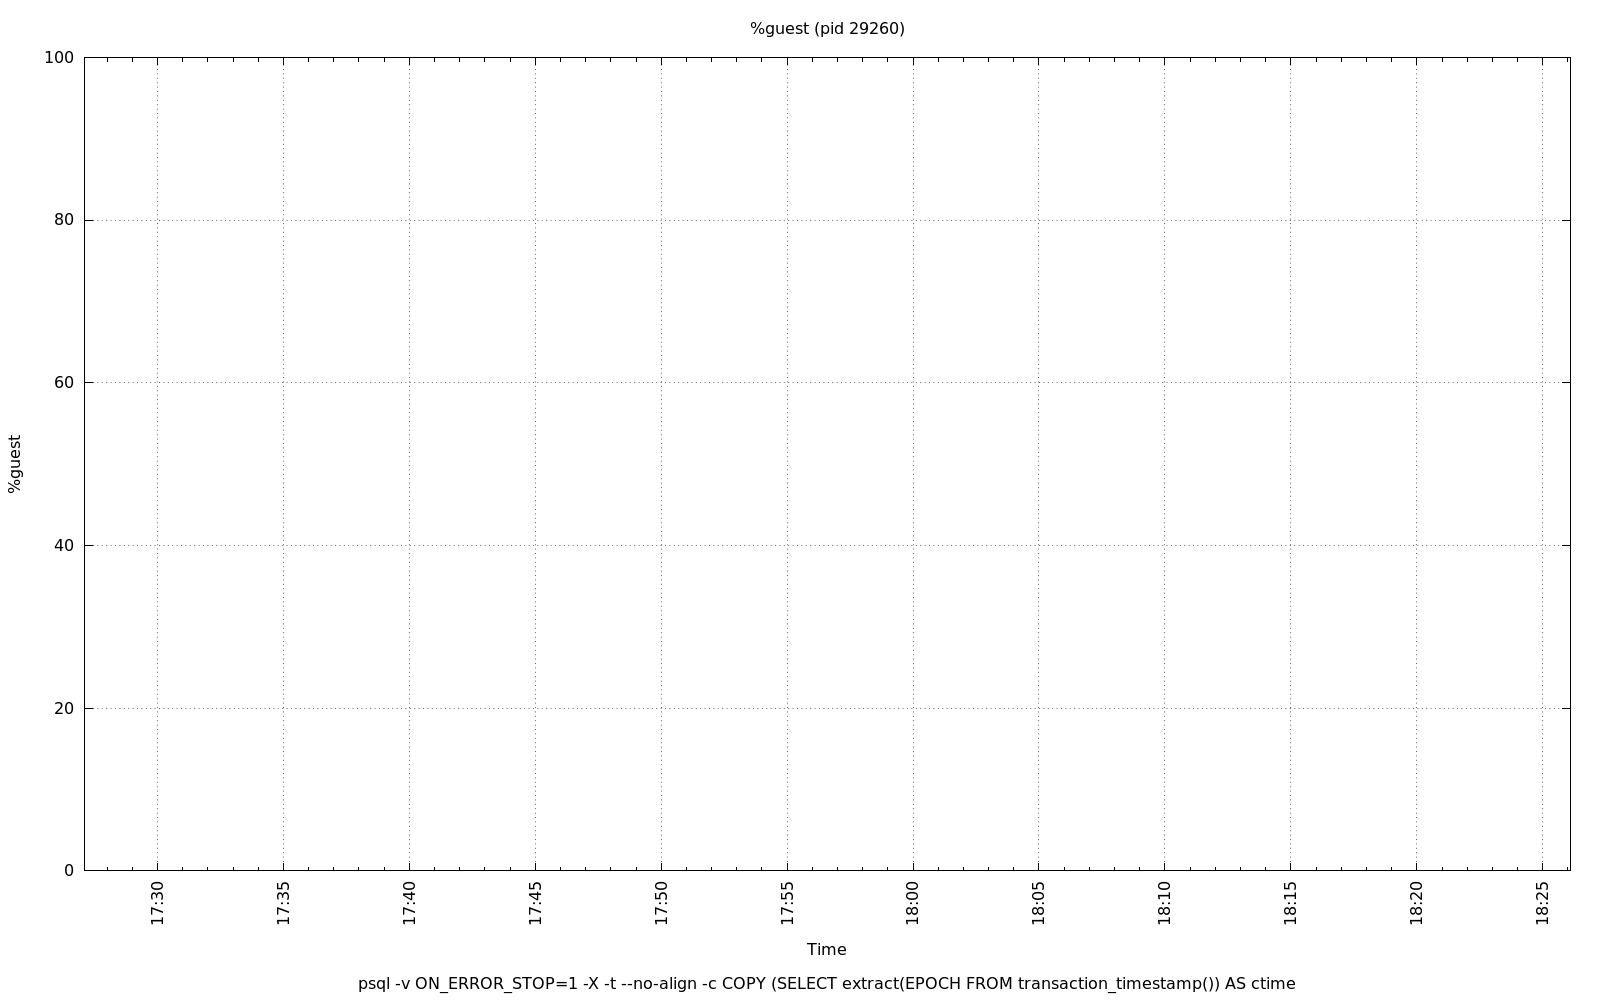 %guest (pid 29260)
100
80
60
40
20
0
%guest
17:30 17:35 17:40 17:45 17:50 17:55 18:00 18:05 18:10 18:15 18:20 18:25
Time
psql -v ON_ERROR_STOP=1 -X -t --no-align -c COPY (SELECT extract(EPOCH FROM transaction_timestamp()) AS ctime